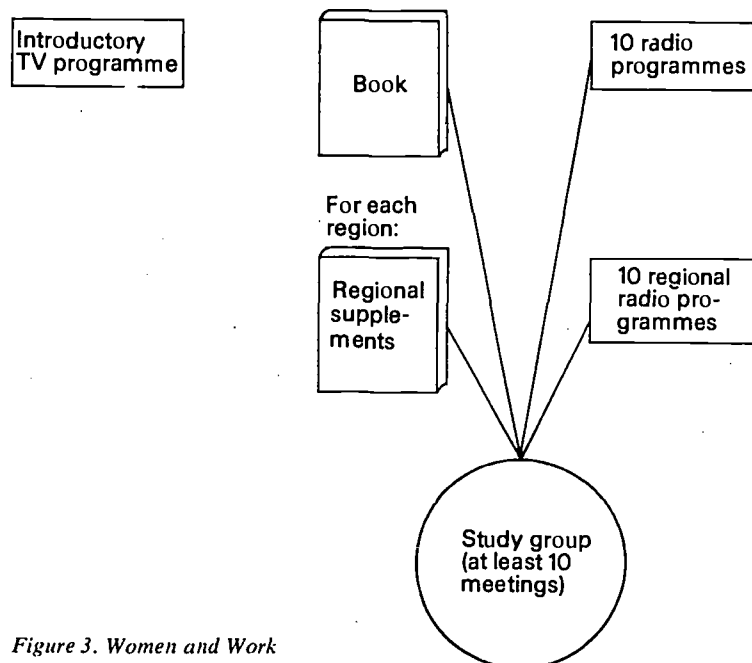 Introductory
TV programme
Book
10 radio
programmes
For each
region:
Regional
supple-
ments
10 regional
radio pro-
grammes
Study group
(at least 10
meetings)
Figure 3. Women and Work